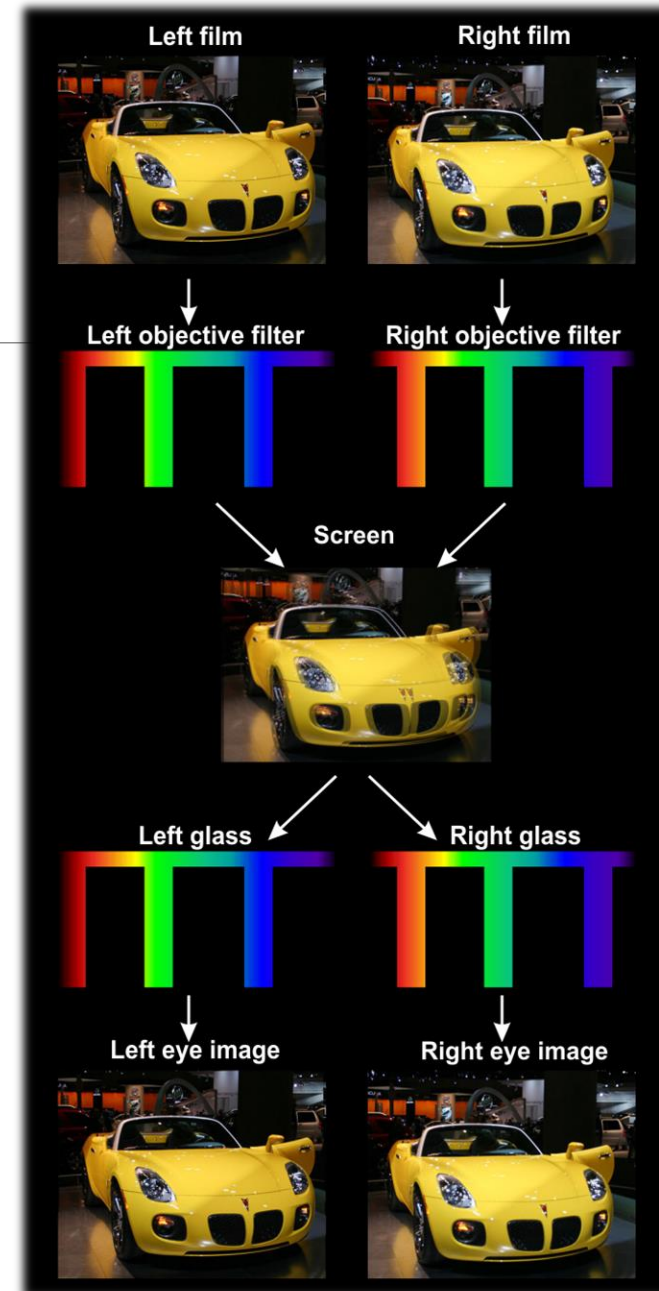 Left film
Right film
Left objective filter
Right objective filter
Screen
Left glass
Right glass
Left eye image
Right eye image